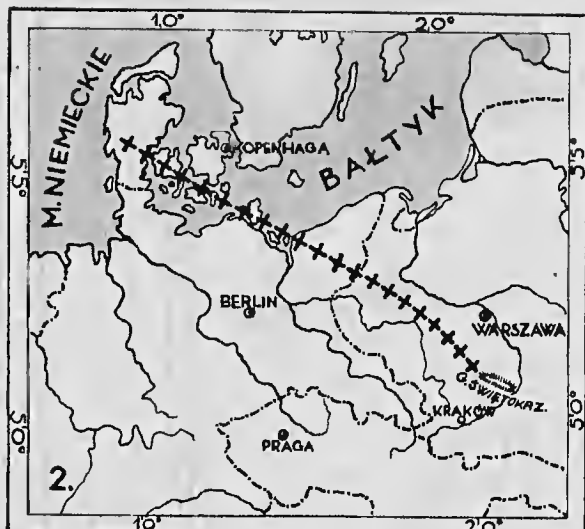 10°
20°
M. NIEMIECKIE
BAŁTYK
KOPENHAGA
55°
55°
BERLIN
WARSZAWA
G. ŚWIĘTOKRZ.
KRAKÓW
50°
50°
PRAGA
2.
10°
20°